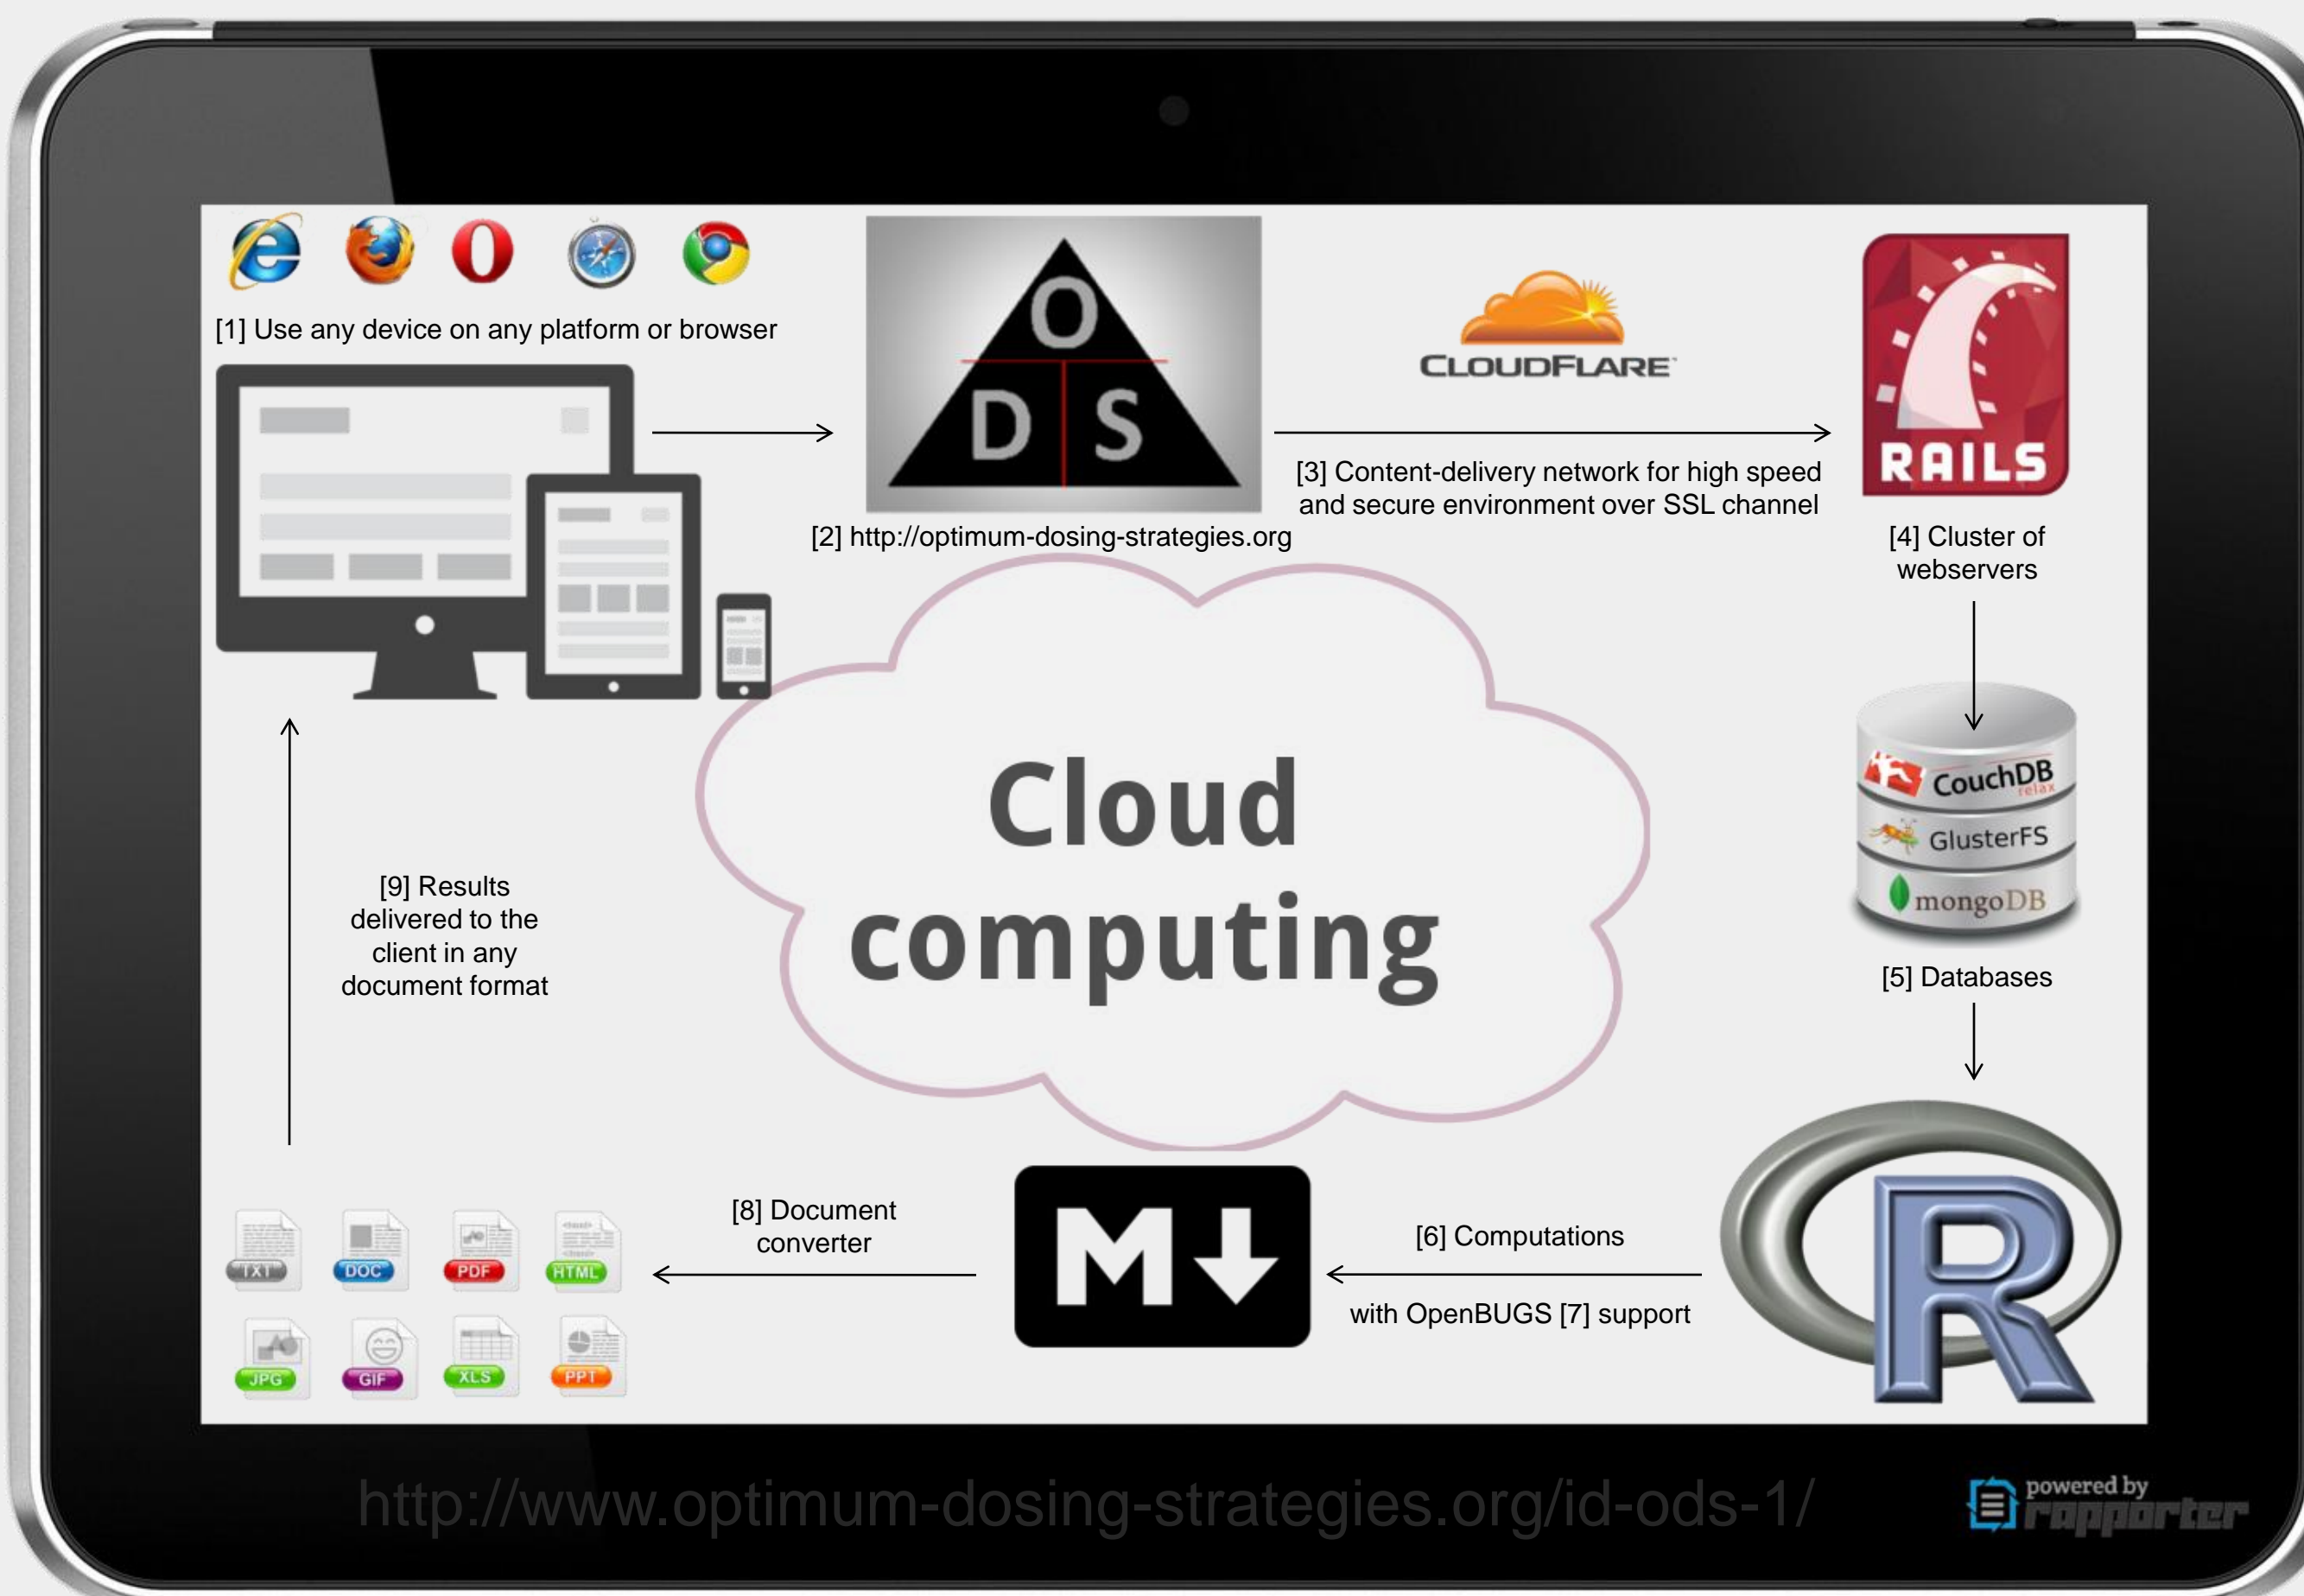 [1] Use any device on any platform or browser
O
D S
[2] http://optimum-dosing-strategies.org
CLOUDFLARE
[3] Content-delivery network for high speed
and secure environment over SSL channel
RAILS
[4] Cluster of
webservers
CouchDB
relax
GlusterFS
mongoDB
[5] Databases
Cloud
computing
[9] Results
delivered to the
client in any
document format
R
[6] Computations
with OpenBUGS [7] support
M
[8] Document
converter
TXT DOC PDF HTML
JPG GIF XLS PPT
http://www.optimum-dosing-strategies.org/id-ods-1/
powered by
rapporter